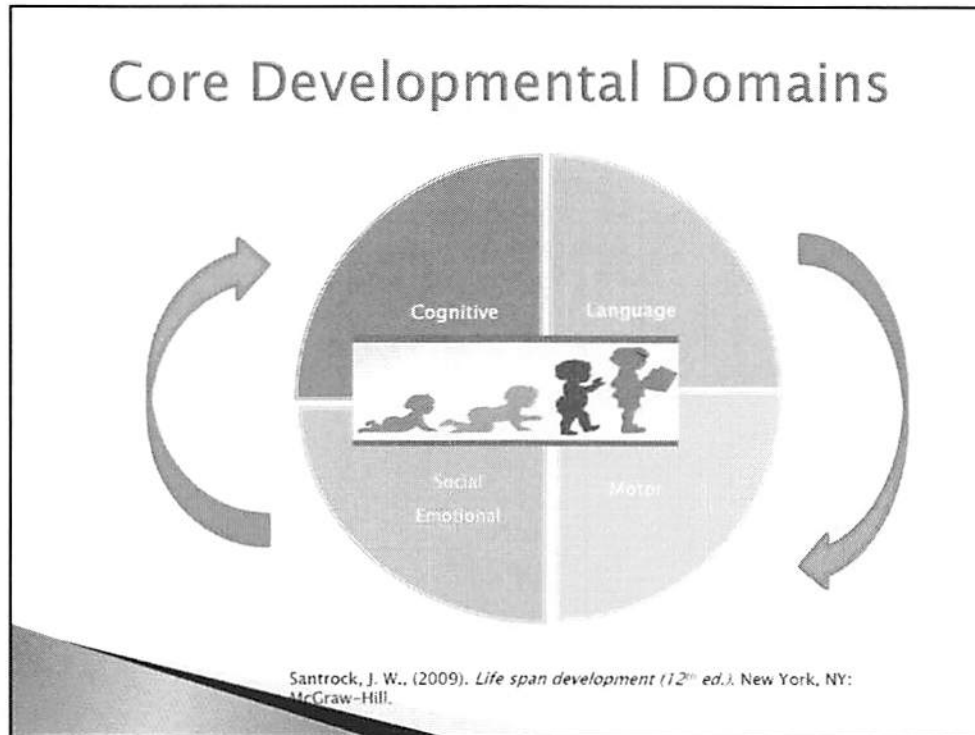 Core Developmental Domains
Cognitive
Language
Social
Emotional
Motor
Santrock, J. W., (2009). Life span development (12th ed.). New York, NY:
McGraw-Hill.